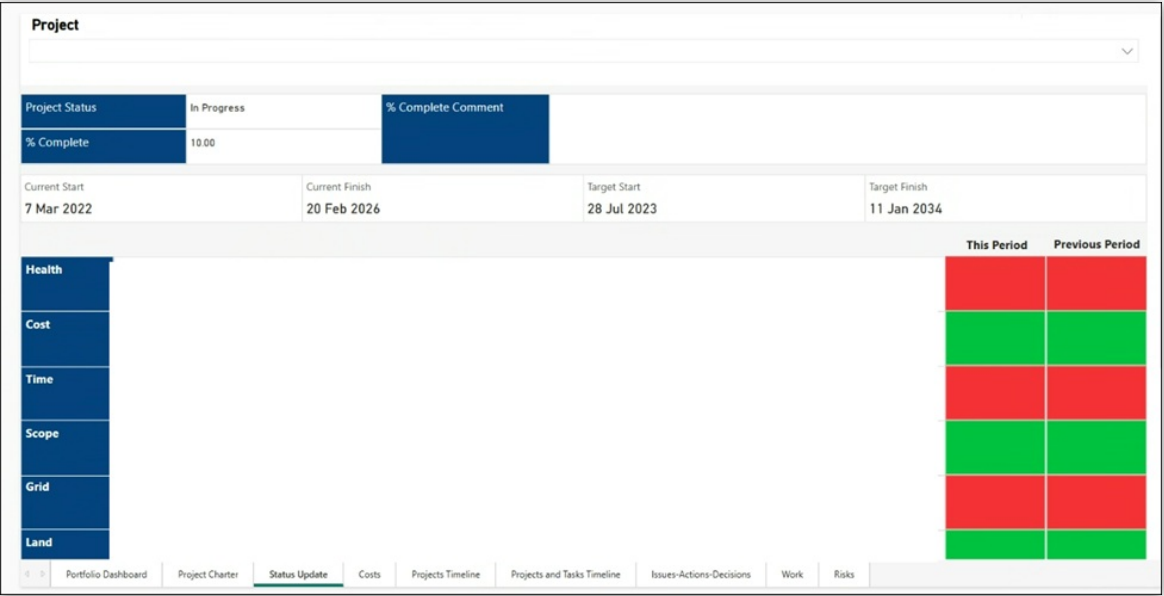 Project
Project Status In Progress % Complete Comment
% Complete 10.00
Current Start Current Finish Target Start Target Finish
7 Mar 2022 20 Feb 2026 28 Jul 2023 11 Jan 2034
This Period Previous Period
Health
Cost
Time
Scope
Grid
Land
Portfolio Dashboard Project Charter Status Update Costs Projects Timeline Projects and Tasks Timeline Issues-Actions-Decisions Work Risks